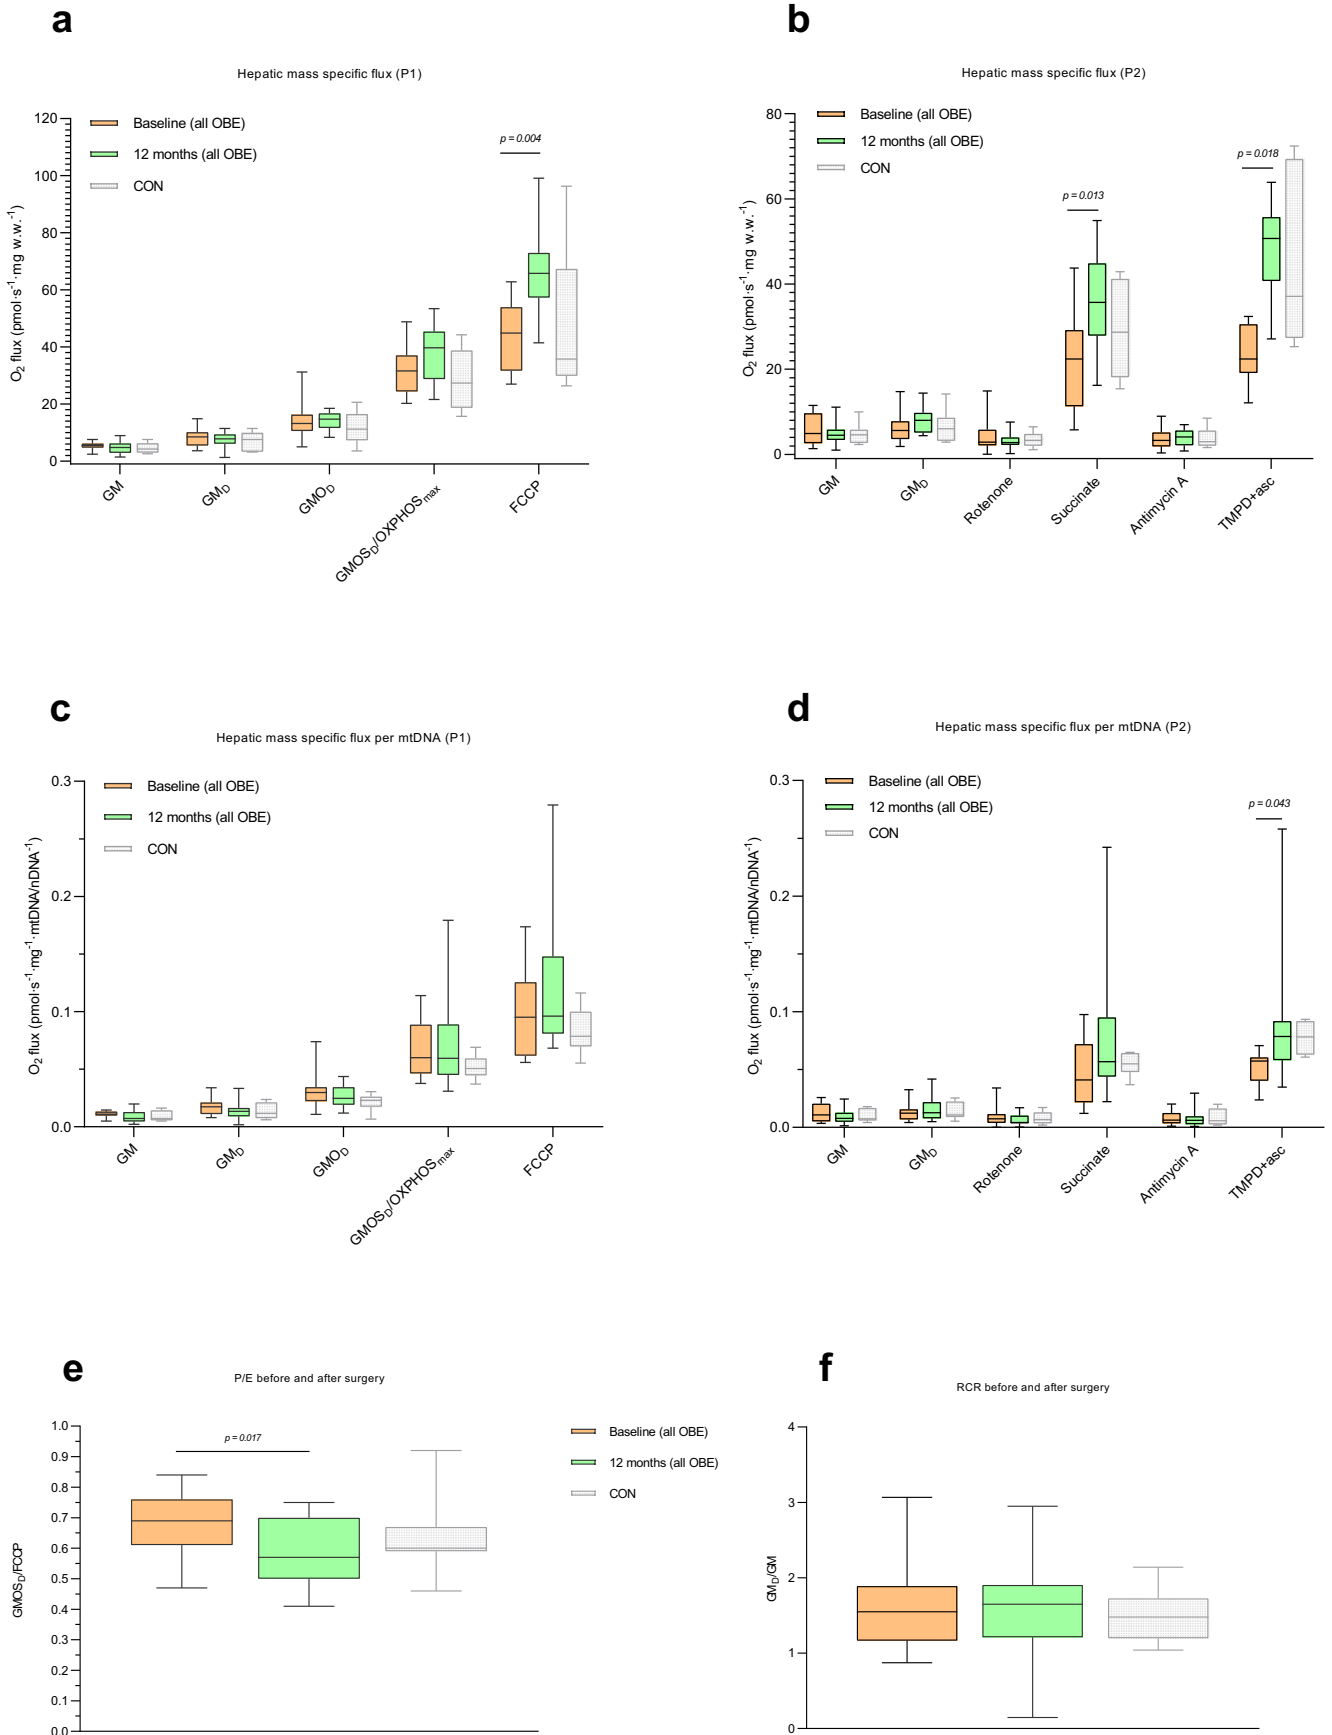 a
Hepatic mass specific flux (P1)
O2 flux (pmol·s-1·mg w.w.-1)
120
100
80
60
40
20
0
Baseline (all OBE)
12 months (all OBE)
CON
p = 0.004
GM
GMD
GMOD
GMOSD/OXPHOSmax
FCCP
b
Hepatic mass specific flux (P2)
O2 flux (pmol·s-1·mg w.w.-1)
80
60
40
20
0
Baseline (all OBE)
12 months (all OBE)
CON
p = 0.013
p = 0.018
GM
GMD
Rotenone
Succinate
Antimycin A
TMPD+asc
c
Hepatic mass specific flux per mtDNA (P1)
O2 flux (pmol·s-1·mg-1·mtDNA/nDNA-1)
0.3
0.2
0.1
0.0
Baseline (all OBE)
12 months (all OBE)
CON
GM
GMD
GMOD
GMOSD/OXPHOSmax
FCCP
d
Hepatic mass specific flux per mtDNA (P2)
O2 flux (pmol·s-1·mg-1·mtDNA/nDNA-1)
0.3
0.2
0.1
0.0
Baseline (all OBE)
12 months (all OBE)
CON
p = 0.043
GM
GMD
Rotenone
Succinate
Antimycin A
TMPD+asc
e
P/E before and after surgery
GMOSD/FCCP
1.0
0.9
0.8
0.7
0.6
0.5
0.4
0.3
0.2
0.1
0.0
p = 0.017
Baseline (all OBE)
12 months (all OBE)
CON
f
RCR before and after surgery
GMD/GM
4
3
2
1
0